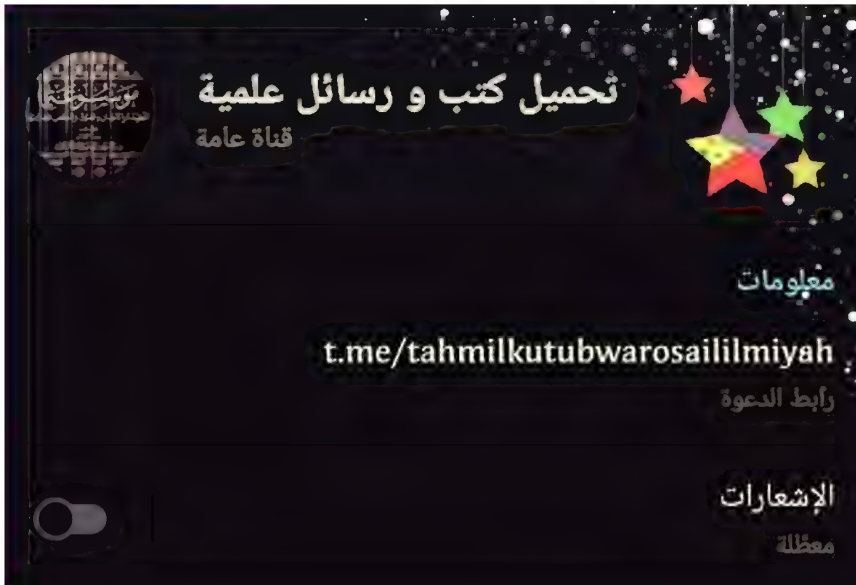 تحميل كتب و رسائل علمية
قناة عامة
معلومات
t.me/tahmilkutubwarosaililmiyah
رابط الدعوة
الإشعارات
معطلة